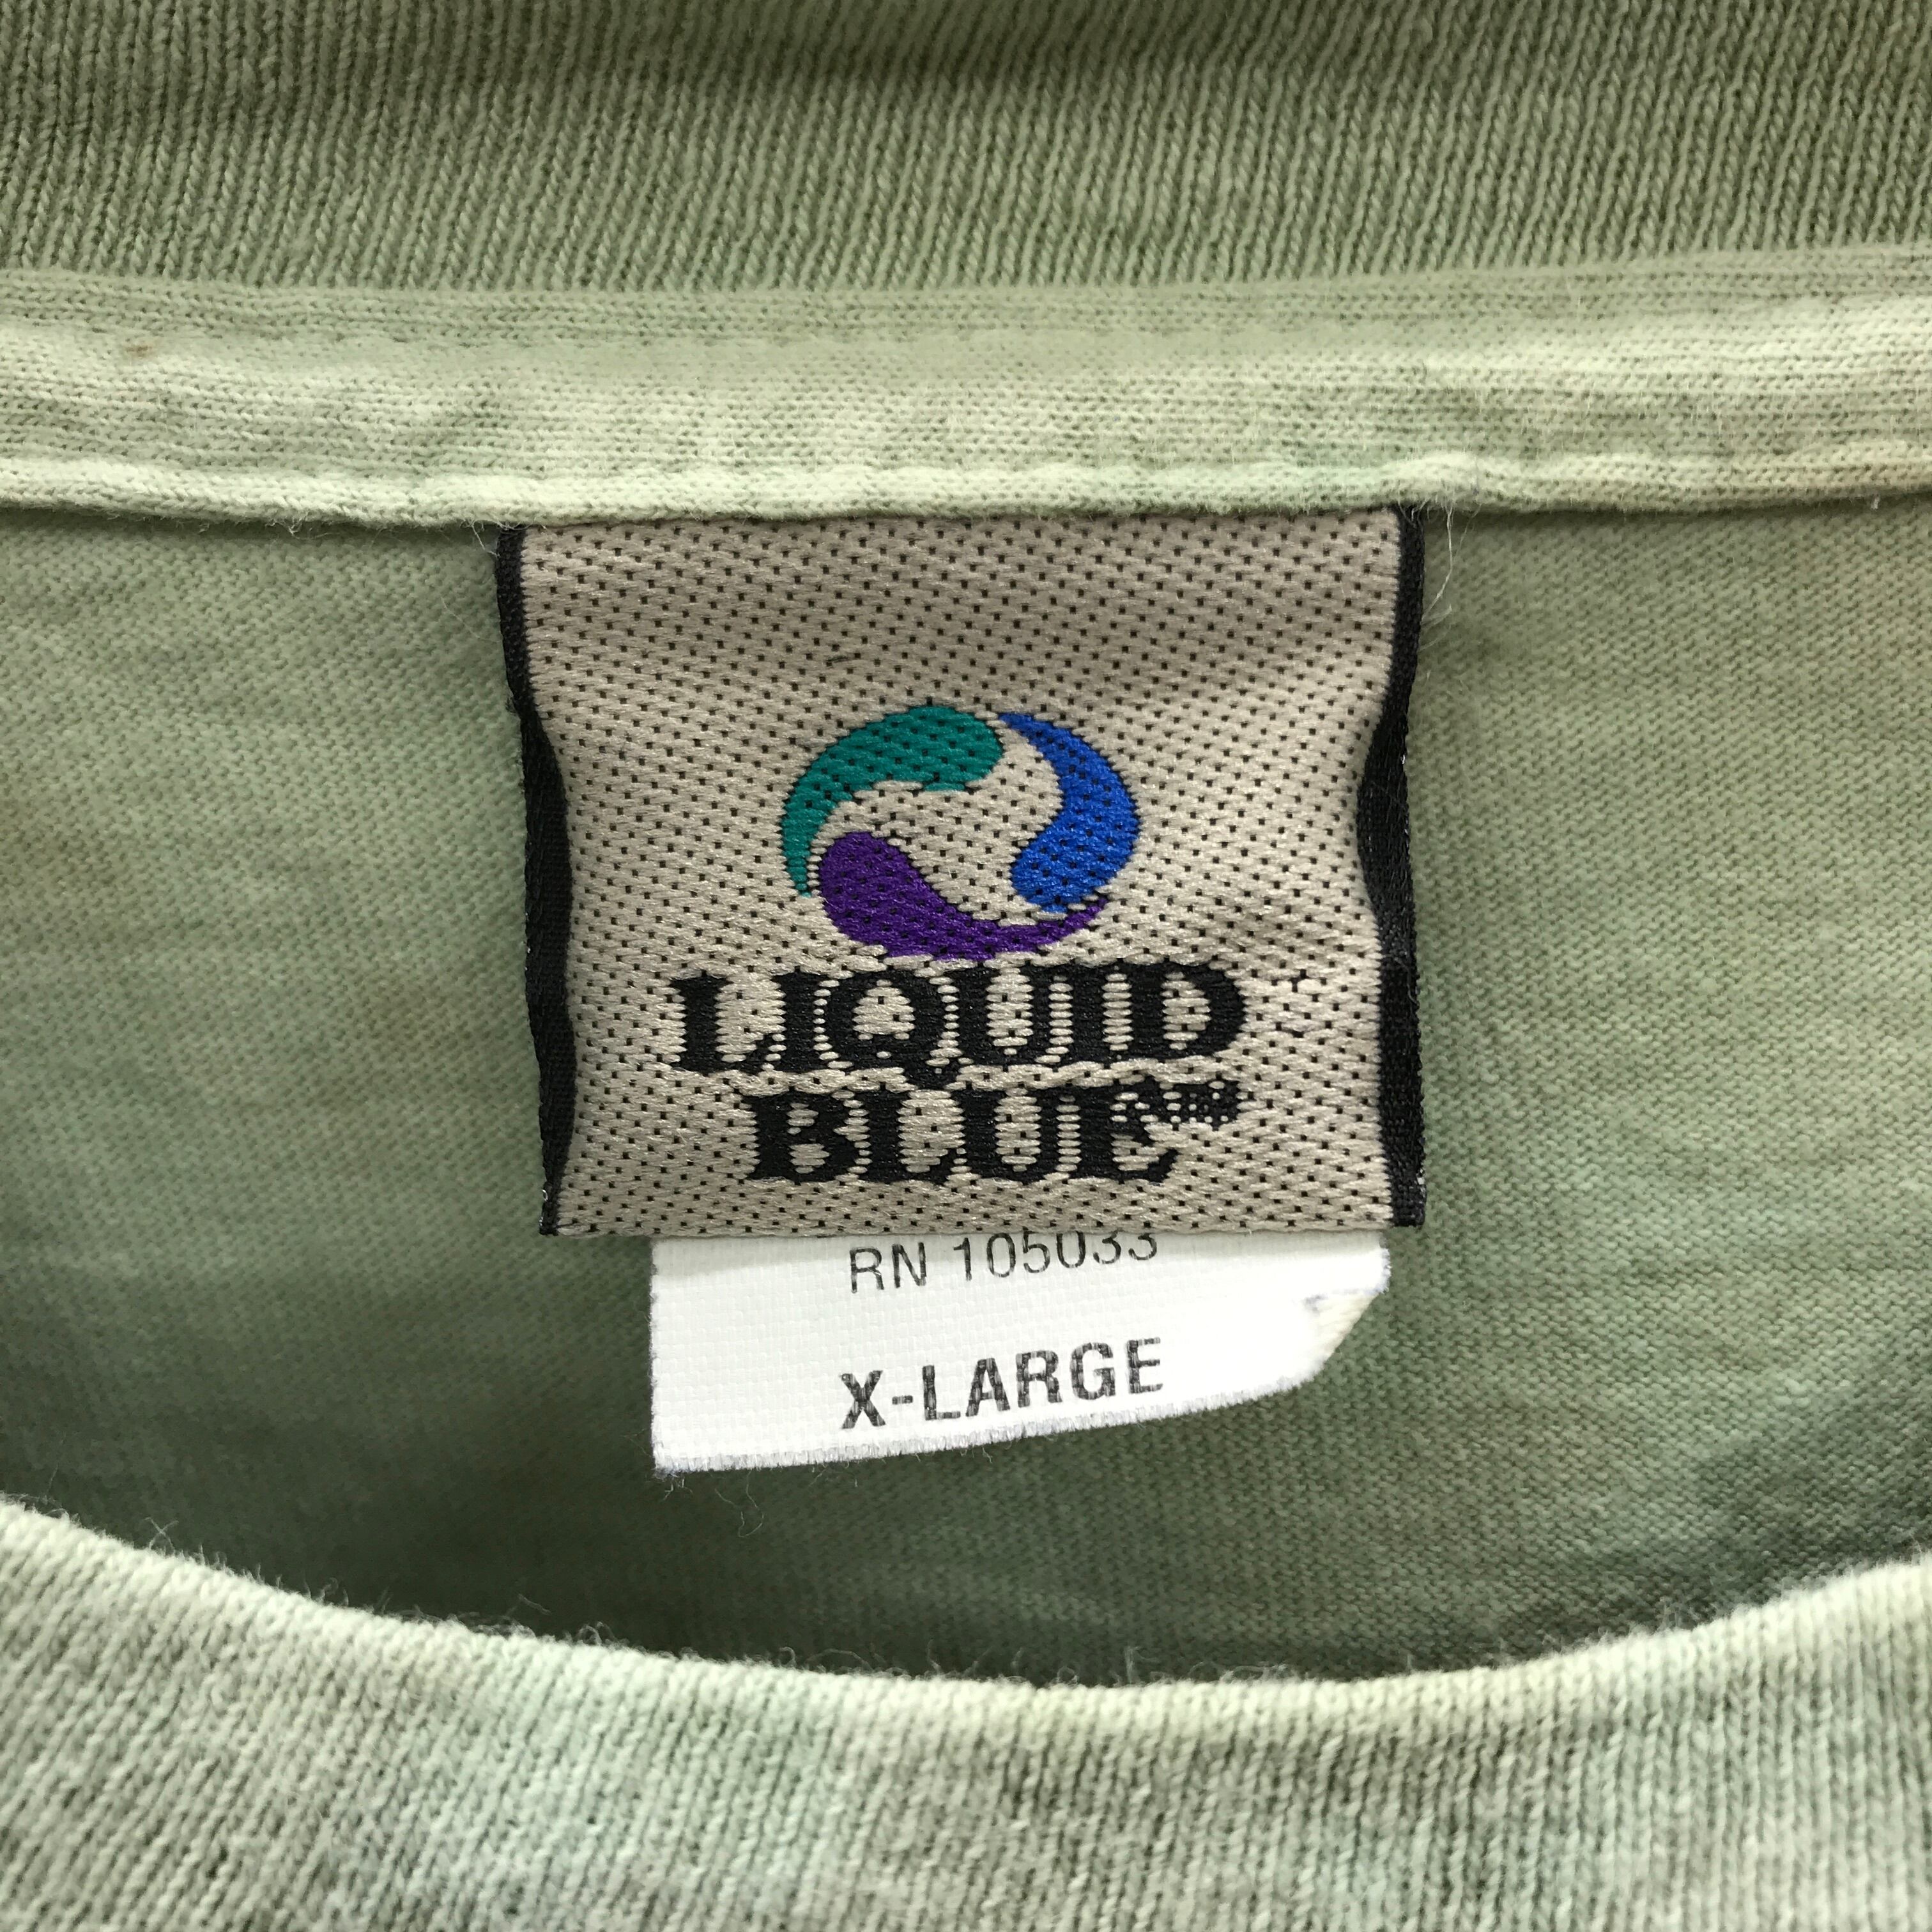 LIQUID
BLUE
RN 105033
X-LARGE